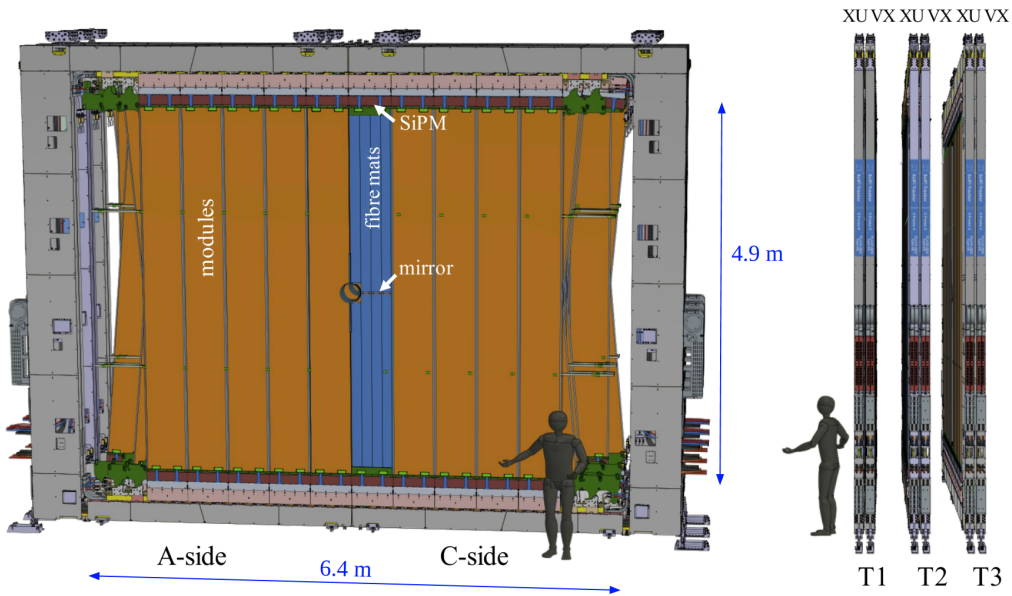 XU VX XU VX XU VX
SiPM
fibre mats
modules
mirror
4.9 m
A-side
C-side
6.4 m
T1
T2
T3